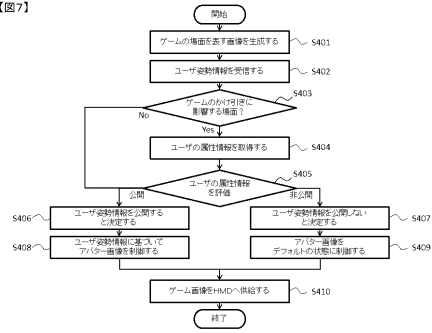 【図7】
開始
ゲームの場面を表す画像を生成する
S401
ユーザ姿勢情報を受信する
S402
ゲームのかけ引きに
影響する場面?
S403
No
Yes
ユーザの属性情報を取得する
S404
ユーザの属性情報
を評価
S405
公開
非公開
S406
ユーザ姿勢情報を公開する
と決定する
ユーザ姿勢情報を公開しない
と決定する
S407
S408
ユーザ姿勢情報に基づいて
アバター画像を制御する
アバター画像を
デフォルトの状態に制御する
S409
ゲーム画像をHMDへ供給する
S410
終了